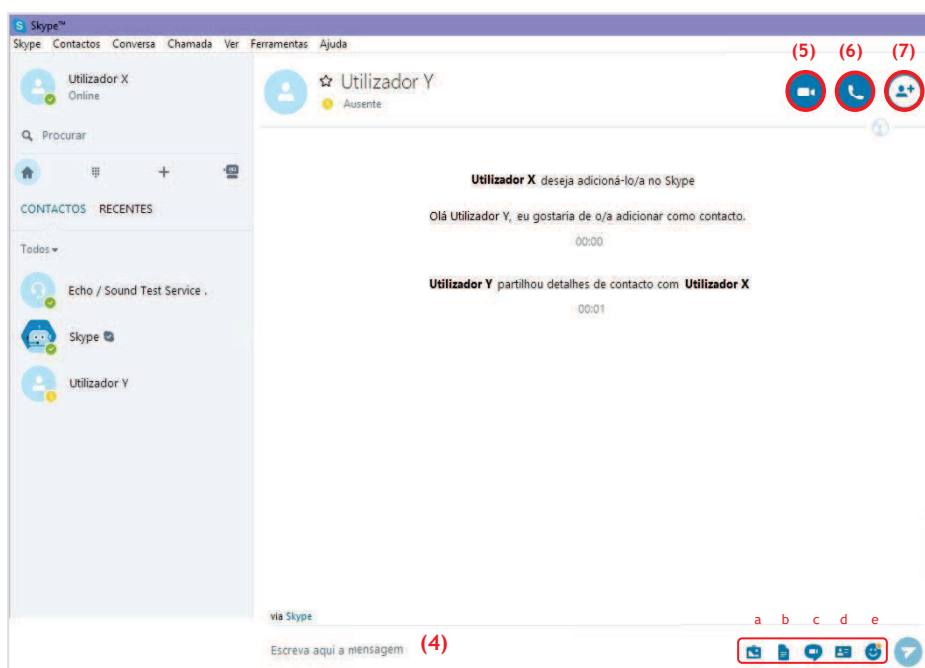 Skype™
Skype Contactos Conversa Chamada Ver Ferramentas Ajuda
(5) (6) (7)
Utilizador X
Online
Utilizador Y
Ausente
Procurar
CONTACTOS RECENTES
Todos
Echo / Sound Test Service .
Skype
Utilizador Y
Utilizador X deseja adicioná-lo/a no Skype
Olá Utilizador Y, eu gostaria de o/a adicionar como contacto.
00:00
Utilizador Y partilhou detalhes de contacto com Utilizador X
00:01
via Skype
a b c d e
Escreva aqui a mensagem (4)